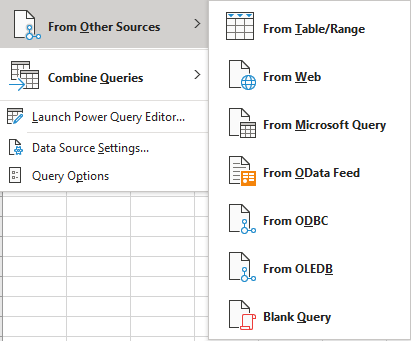 From Other Sources
Combine Queries
Launch Power Query Editor...
Data Source Settings...
Query Options
From Table/Range
From Web
From Microsoft Query
From OData Feed
From ODBC
From OLEDB
Blank Query